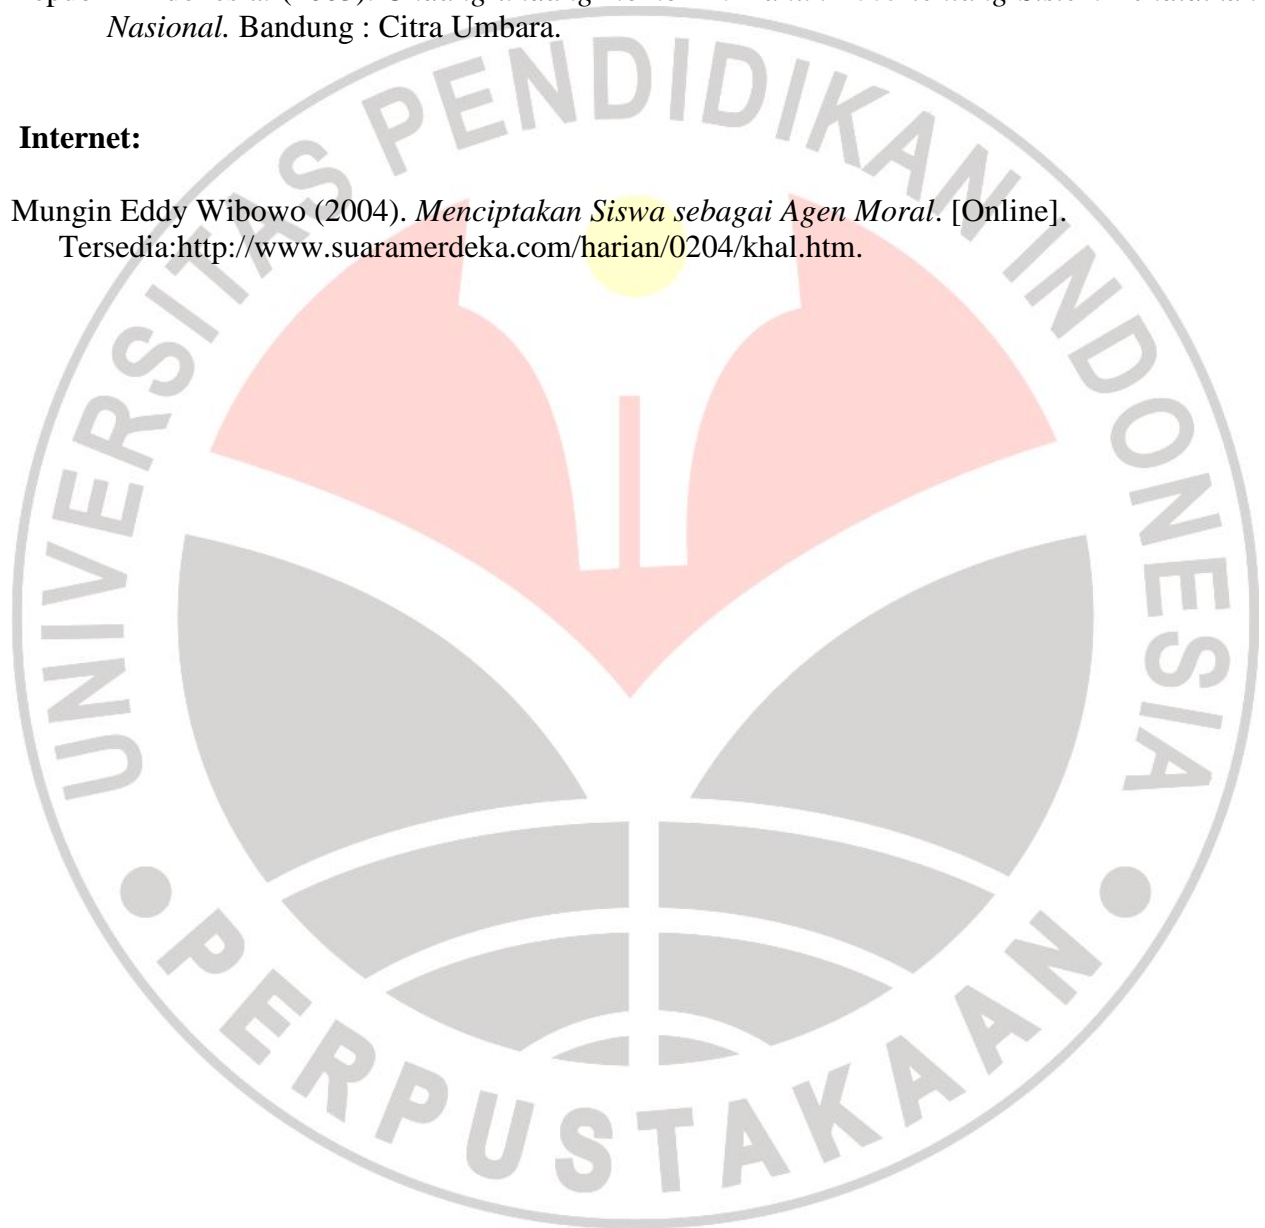 Nasional. Bandung : Citra Umbara.
Internet:
Mungin Eddy Wibowo (2004). Menciptakan Siswa sebagai Agen Moral. [Online].
Tersedia:http://www.suaramerdeka.com/harian/0204/khal.htm.
UNIVERSITAS PENDIDIKAN INDONESIA
PERPUSTAKAAN